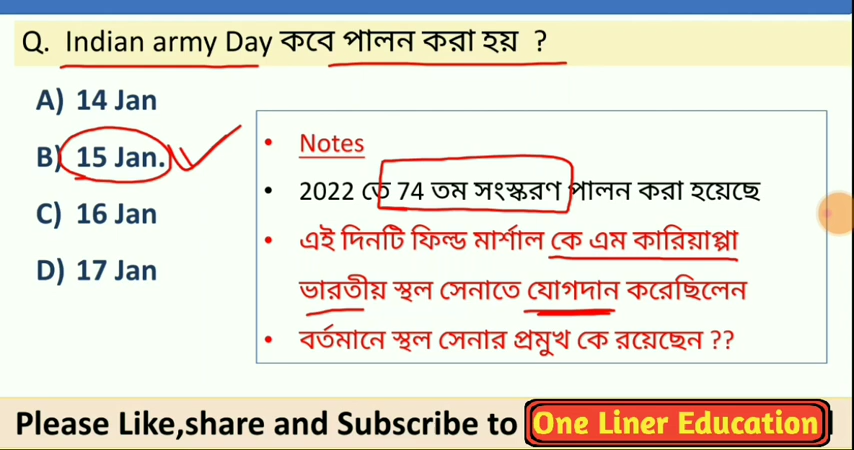 Q. Indian army Day কবে পালন করা হয় ?
A) 14 Jan
B) 15 Jan.
C) 16 Jan
D) 17 Jan
• Notes
• 2022 তে 74 তম সংস্করণ পালন করা হয়েছে
• এই দিনটি ফিল্ড মার্শাল কে এম কারিয়াপ্পা
ভারতীয় স্থল সেনাতে যোগদান করেছিলেন
• বর্তমানে স্থল সেনার প্রমুখ কে রয়েছেন ??
Please Like,share and Subscribe to One Liner Education